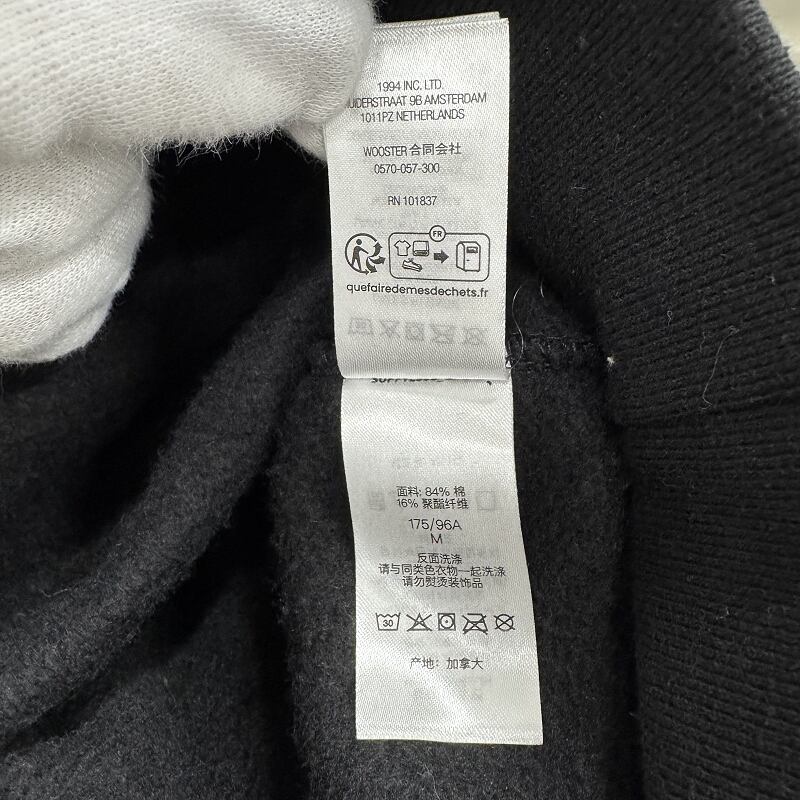 1994 INC. LTD.
UIDERSTRAAT 9B AMSTERDAM
1011PZ NETHERLANDS
WOOSTER 合同会社
0570-057-300
RN 101837
FR
quefairedemesdechets.fr
面料: 84% 棉
16% 聚酯纤维
175/96A
M
反面洗涤
请与同类色衣物一起洗涤
请勿熨烫装饰品
30
产地: 加拿大